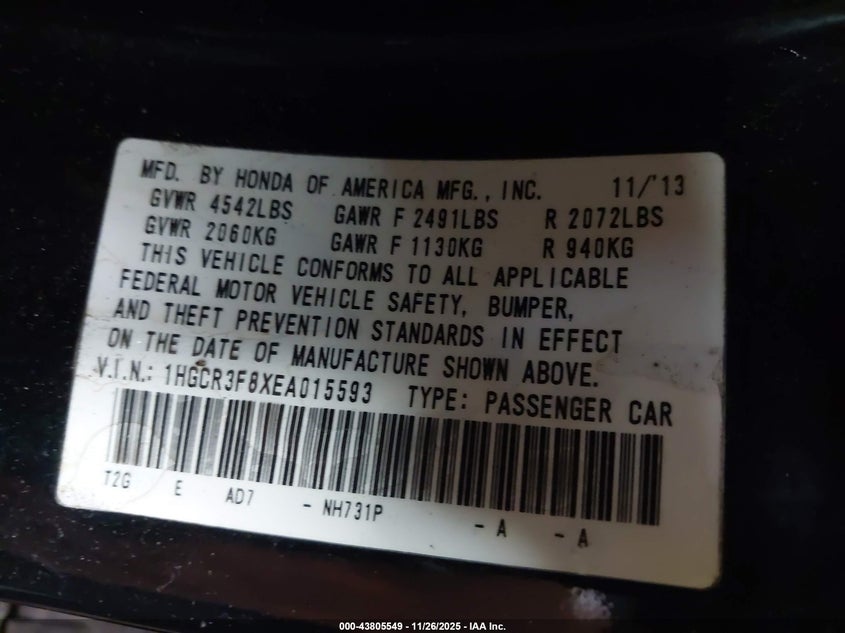 MFD. BY HONDA OF AMERICA MFG., INC. 11/'13
GVWR 4542LBS GAWR F 2491LBS R 2072LBS
GVWR 2060KG GAWR F 1130KG R 940KG
THIS VEHICLE CONFORMS TO ALL APPLICABLE
FEDERAL MOTOR VEHICLE SAFETY, BUMPER,
AND THEFT PREVENTION STANDARDS IN EFFECT
ON THE DATE OF MANUFACTURE SHOWN ABOVE.
V.I.N.: 1HGCR3F8XEA015593 TYPE: PASSENGER CAR
T2G E AD7 - NH731P - A - A
000-43805549 - 11/26/2025 - IAA Inc.